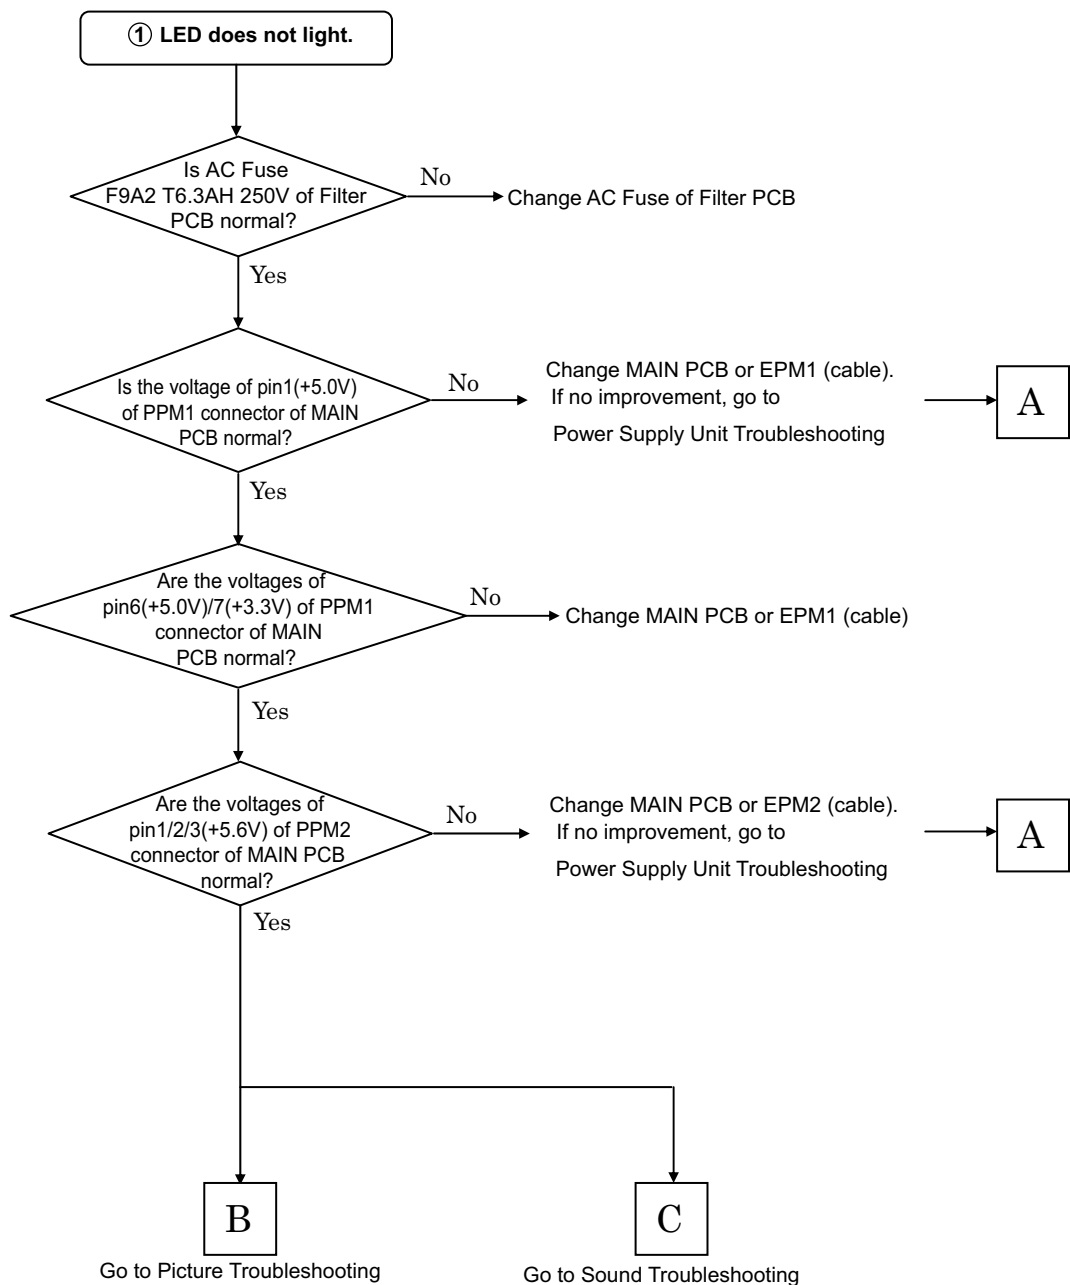 ① LED does not light.
Is AC Fuse
F9A2 T6.3AH 250V of Filter
PCB normal?
No
Change AC Fuse of Filter PCB
Yes
Is the voltage of pin1(+5.0V)
of PPM1 connector of MAIN
PCB normal?
No
Change MAIN PCB or EPM1 (cable).
If no improvement, go to
Power Supply Unit Troubleshooting
A
Yes
Are the voltages of
pin6(+5.0V)/7(+3.3V) of PPM1
connector of MAIN
PCB normal?
No
Change MAIN PCB or EPM1 (cable)
Yes
Are the voltages of
pin1/2/3(+5.6V) of PPM2
connector of MAIN PCB
normal?
No
Change MAIN PCB or EPM2 (cable).
If no improvement, go to
Power Supply Unit Troubleshooting
A
Yes
B
Go to Picture Troubleshooting
C
Go to Sound Troubleshooting